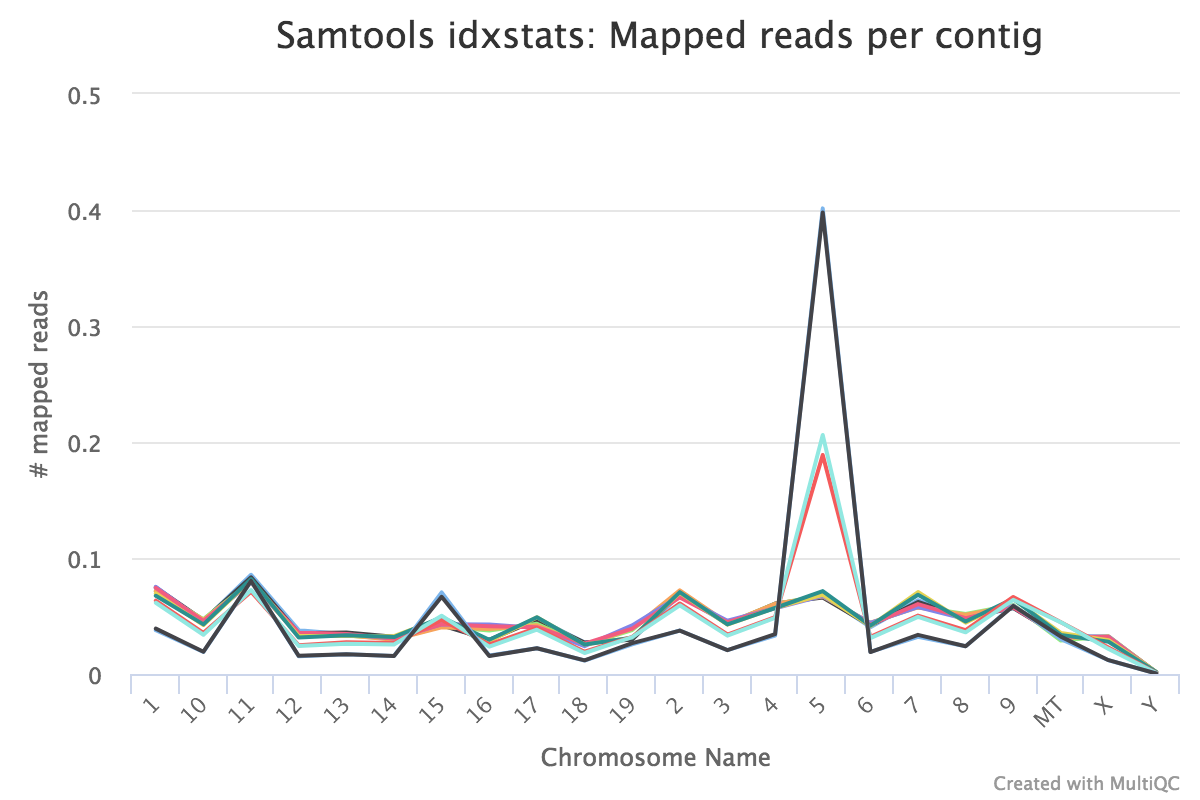 Samtools idxstats: Mapped reads per contig
0.5
0.4
0.3
0.2
0.1
0
# mapped reads
1 10 11 12 13 14 15 16 17 18 19 2 3 4 5 6 7 8 9 MT X Y
Chromosome Name
Created with MultiQC